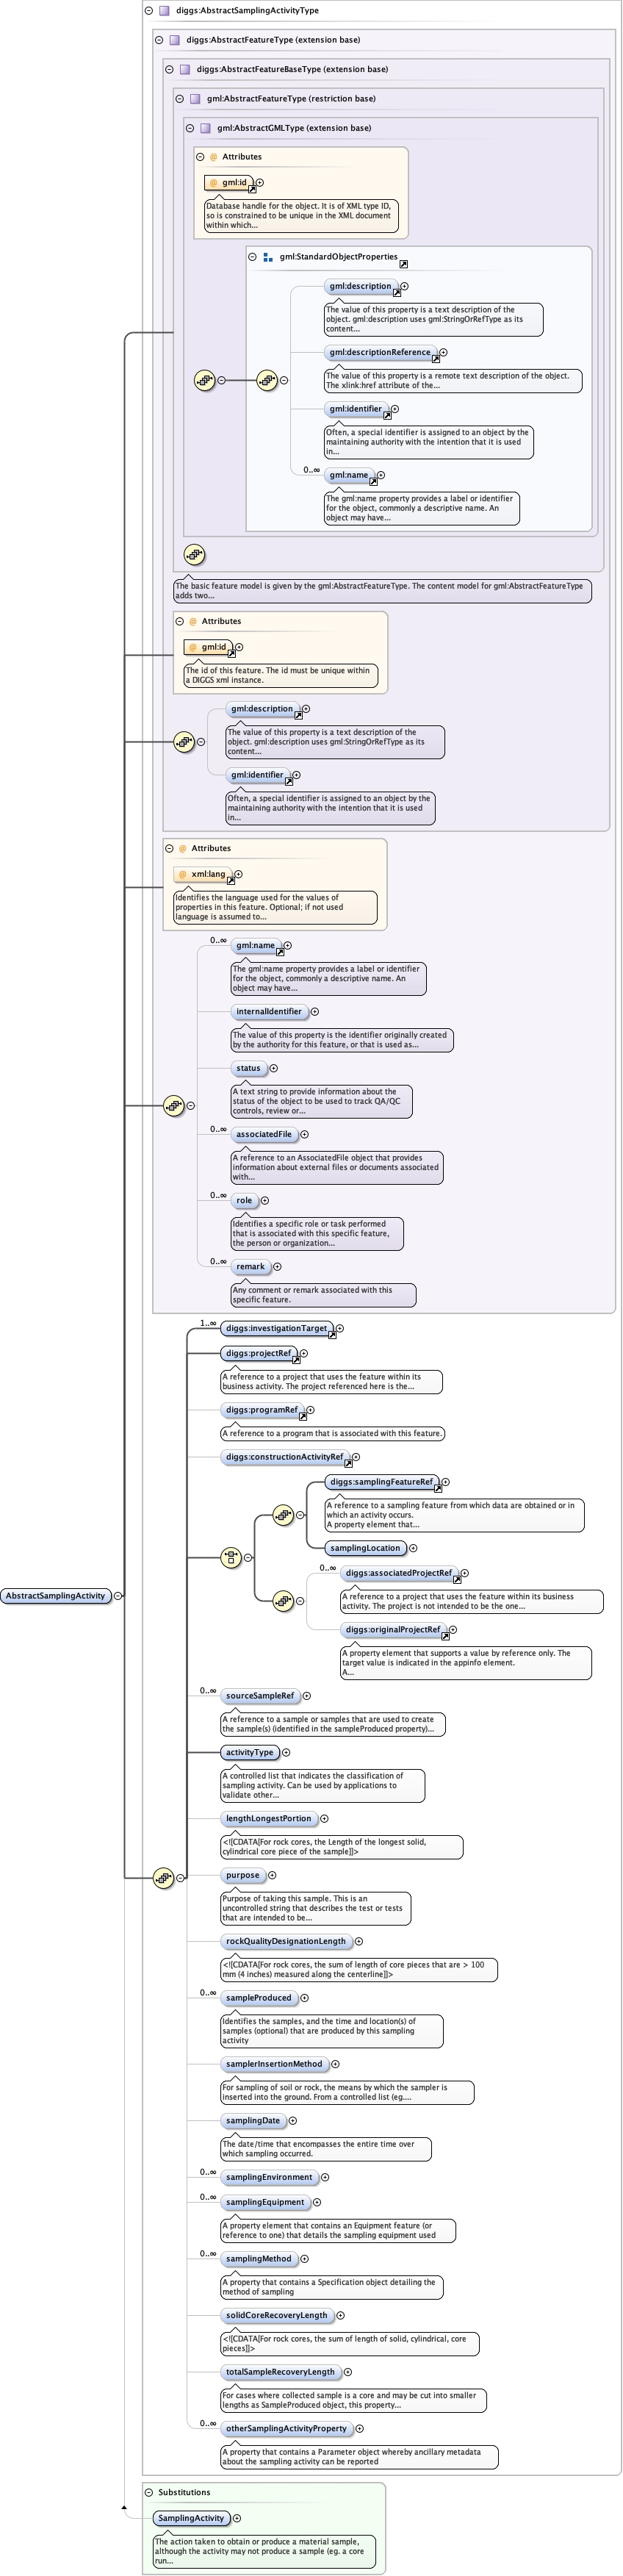 diggs:AbstractSamplingActivityType
diggs:AbstractFeatureType (extension base)
diggs:AbstractFeatureBaseType (extension base)
gml:AbstractFeatureType (restriction base)
gml:AbstractGMLType (extension base)
@ Attributes
@ gml:id
Database handle for the object. It is of XML type ID,
so is constrained to be unique in the XML document
within which...
gml:StandardObjectProperties
gml:description
The value of this property is a text description of the
object. gml:description uses gml:StringOrRefType as its
content...
gml:descriptionReference
The value of this property is a remote text description of the object.
The xlink:href attribute of the...
gml:identifier
Often, a special identifier is assigned to an object by the
maintaining authority with the intention that it is used
in...
0..∞
gml:name
The gml:name property provides a label or identifier
for the object, commonly a descriptive name. An
object may have...
The basic feature model is given by the gml:AbstractFeatureType. The content model for gml:AbstractFeatureType
adds two...
@ Attributes
@ gml:id
The id of this feature. The id must be unique within
a DIGGS xml instance.
gml:description
The value of this property is a text description of the
object. gml:description uses gml:StringOrRefType as its
content...
gml:identifier
Often, a special identifier is assigned to an object by the
maintaining authority with the intention that it is used
in...
@ Attributes
@ xml:lang
Identifies the language used for the values of
properties in this feature. Optional; if not used
language is assumed to...
0..∞
gml:name
The gml:name property provides a label or identifier
for the object, commonly a descriptive name. An
object may have...
internalIdentifier
The value of this property is the identifier originally created
by the authority for this feature, or that is used as...
status
A text string to provide information about the
status of the object to be used to track QA/QC
controls, review or...
0..∞
associatedFile
A reference to an AssociatedFile object that provides
information about external files or documents associated
with...
0..∞
role
Identifies a specific role or task performed
that is associated with this specific feature,
the person or organization...
0..∞
remark
Any comment or remark associated with this
specific feature.
1..∞
diggs:investigationTarget
diggs:projectRef
A reference to a project that uses the feature within its
business activity. The project referenced here is the...
diggs:programRef
A reference to a program that is associated with this feature.
diggs:constructionActivityRef
diggs:samplingFeatureRef
A reference to a sampling feature from which data are obtained or in
which an activity occurs.
A property element that...
samplingLocation
0..∞
diggs:associatedProjectRef
A reference to a project that uses the feature within its business
activity. The project is not intended to be the one...
AbstractSamplingActivity
diggs:originalProjectRef
A property element that supports a value by reference only. The
target value is indicated in the appinfo element.
A...
0..∞
sourceSampleRef
A reference to a sample or samples that are used to create
the sample(s) (identified in the sampleProduced property)...
activityType
A controlled list that indicates the classification of
sampling activity. Can be used by applications to
validate other...
lengthLongestPortion
<![CDATA[For rock cores, the Length of the longest solid,
cylindrical core piece of the sample]]>
purpose
Purpose of taking this sample. This is an
uncontrolled string that describes the test or tests
that are intended to be...
rockQualityDesignationLength
<![CDATA[For rock cores, the sum of length of core pieces that are > 100
mm (4 inches) measured along the centerline]]>
0..∞
sampleProduced
Identifies the samples, and the time and location(s) of
samples (optional) that are produced by this sampling
activity
samplerInsertionMethod
For sampling of soil or rock, the means by which the sampler is
inserted into the ground. From a controlled list (eg....
samplingDate
The date/time that encompasses the entire time over
which sampling occurred.
0..∞
samplingEnvironment
0..∞
samplingEquipment
A property element that contains an Equipment feature (or
reference to one) that details the sampling equipment used
0..∞
samplingMethod
A property that contains a Specification object detailing the
method of sampling
solidCoreRecoveryLength
<![CDATA[For rock cores, the sum of length of solid, cylindrical, core
pieces]]>
totalSampleRecoveryLength
For cases where collected sample is a core and may be cut into smaller
lengths as SampleProduced object, this property...
0..∞
otherSamplingActivityProperty
A property that contains a Parameter object whereby ancillary metadata
about the sampling activity can be reported
Substitutions
SamplingActivity
The action taken to obtain or produce a material sample,
although the activity may not produce a sample (eg. a core
run...